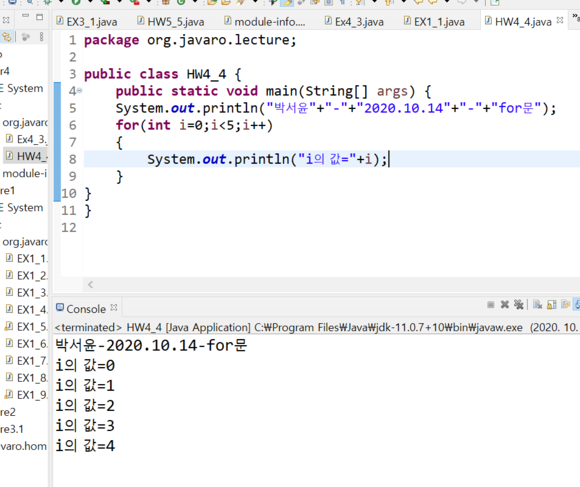 EX3_1.java HW5_5.java module-info.... Ex4_3.java EX1_1.java HW4_4.java
1 package org.javaro.lecture;
2
3 public class HW4_4 {
4 public static void main(String[] args) {
5 System.out.println("박서윤"+"-"+"2020.10.14"+"-"+"for문");
6 for(int i=0;i<5;i++)
7 {
8 System.out.println("i의 값="+i);
9 }
10 }
11 }
12
r4
E System
org.javaro
Ex4_3.
HW4_4
module-i
re1
E System
org.javaro
EX1_1.
EX1_2.
EX1_3.
EX1_4.
EX1_5.
EX1_6.
EX1_7.
EX1_8.
EX1_9.
re2
re3.1
varo.hom
Console
<terminated> HW4_4 [Java Application] C:₩Program Files₩Java₩jdk-11.0.7+10₩bin₩javaw.exe (2020. 10.
박서윤-2020.10.14-for문
i의 값=0
i의 값=1
i의 값=2
i의 값=3
i의 값=4